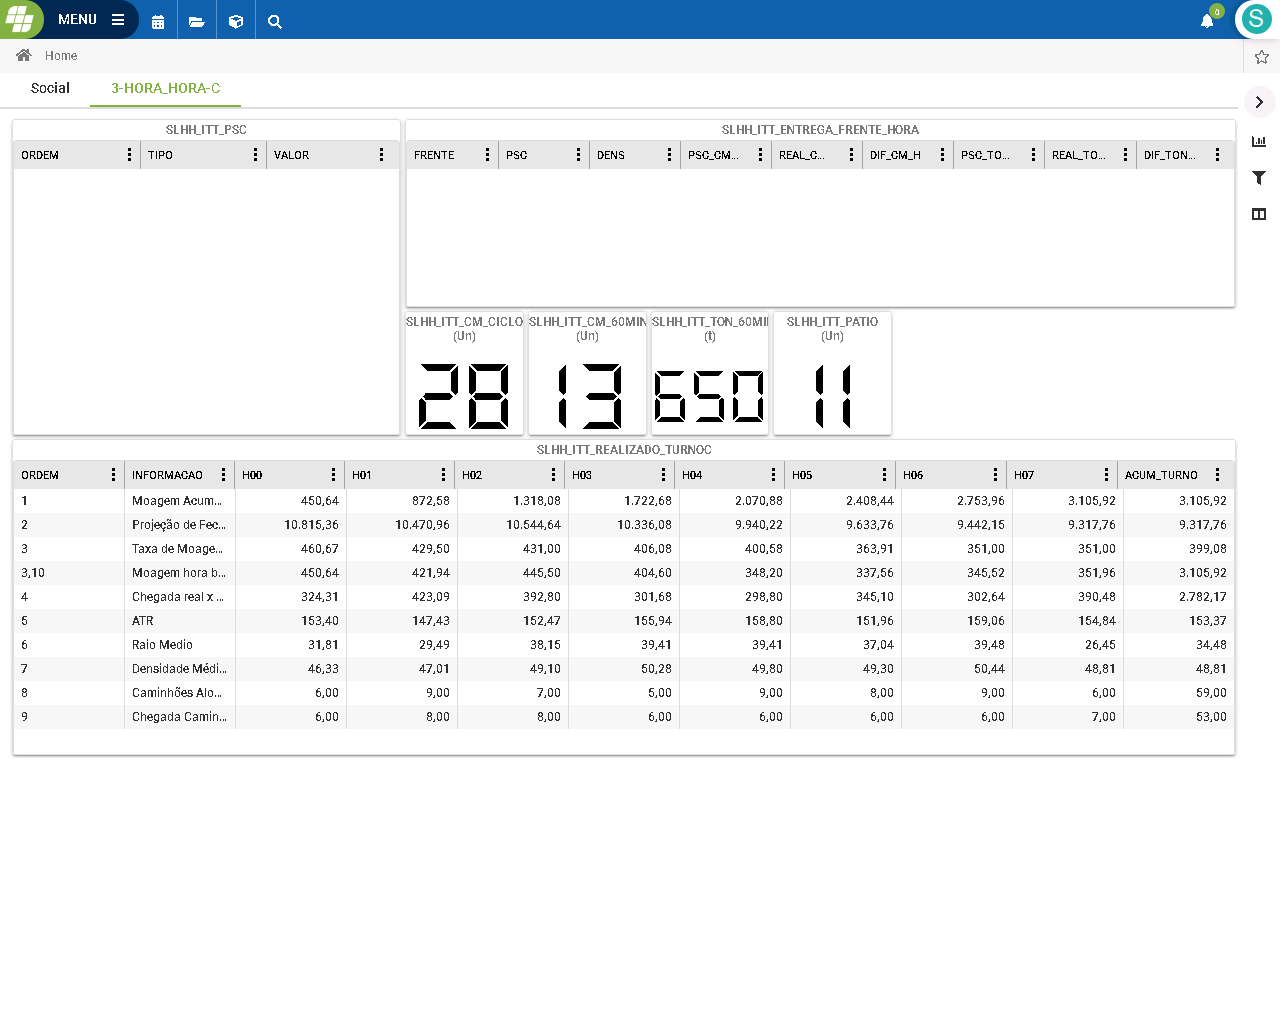 MENU
0
S
Home
Social 3-HORA_HORA-C
SLHH_ITT_PSC
ORDEM TIPO VALOR
SLHH_ITT_ENTREGA_FRENTE_HORA
FRENTE PSC DENS PSC_CM... REAL_C... DIF_CM_H PSC_TO... REAL_TO... DIF_TON...
SLHH_ITT_CM_CICLO
(Un)
28
SLHH_ITT_CM_60MIN
(Un)
13
SLHH_ITT_TON_60MI
(t)
650
SLHH_ITT_PATIO
(Un)
11
SLHH_ITT_REALIZADO_TURNOC
ORDEM INFORMACAO H00 H01 H02 H03 H04 H05 H06 H07 ACUM_TURNO
1 Moagem Acum... 450,64 872,58 1.318,08 1.722,68 2.070,88 2.408,44 2.753,96 3.105,92 3.105,92
2 Projeção de Fec... 10.815,36 10.470,96 10.544,64 10.336,08 9.940,22 9.633,76 9.442,15 9.317,76 9.317,76
3 Taxa de Moage... 460,67 429,50 431,00 406,08 400,58 363,91 351,00 351,00 399,08
3,10 Moagem hora b... 450,64 421,94 445,50 404,60 348,20 337,56 345,52 351,96 3.105,92
4 Chegada real x ... 324,31 423,09 392,80 301,68 298,80 345,10 302,64 390,48 2.782,17
5 ATR 153,40 147,43 152,47 155,94 158,80 151,96 159,06 154,84 153,37
6 Raio Medio 31,81 29,49 38,15 39,41 39,41 37,04 39,48 26,45 34,48
7 Densidade Médi... 46,33 47,01 49,10 50,28 49,80 49,30 50,44 48,81 48,81
8 Caminhões Alo... 6,00 9,00 7,00 5,00 9,00 8,00 9,00 6,00 59,00
9 Chegada Camin... 6,00 8,00 8,00 6,00 6,00 6,00 6,00 7,00 53,00